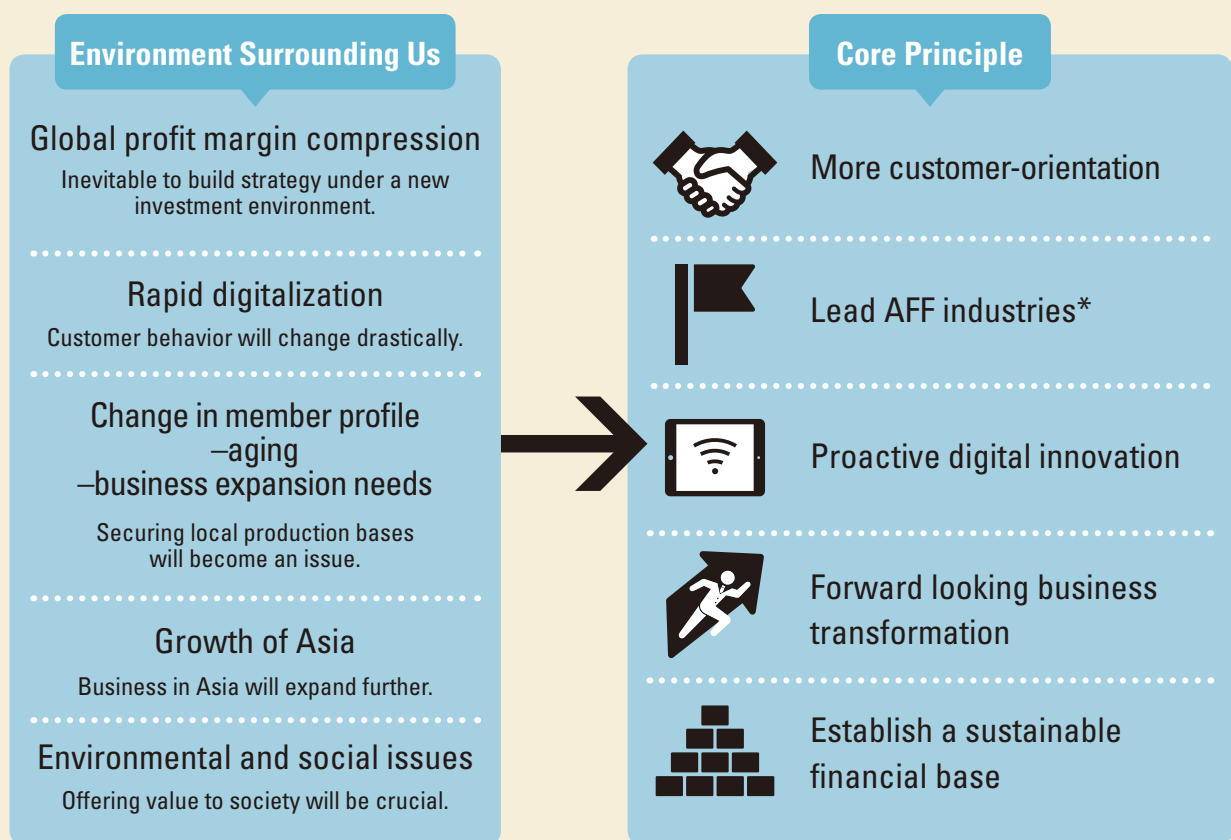 Environment Surrounding Us
Global profit margin compression
Inevitable to build strategy under a new
investment environment.
Rapid digitalization
Customer behavior will change drastically.
Change in member profile
–aging
–business expansion needs
Securing local production bases
will become an issue.
Growth of Asia
Business in Asia will expand further.
Environmental and social issues
Offering value to society will be crucial.
Core Principle
More customer-orientation
Lead AFF industries*
Proactive digital innovation
Forward looking business
transformation
Establish a sustainable
financial base